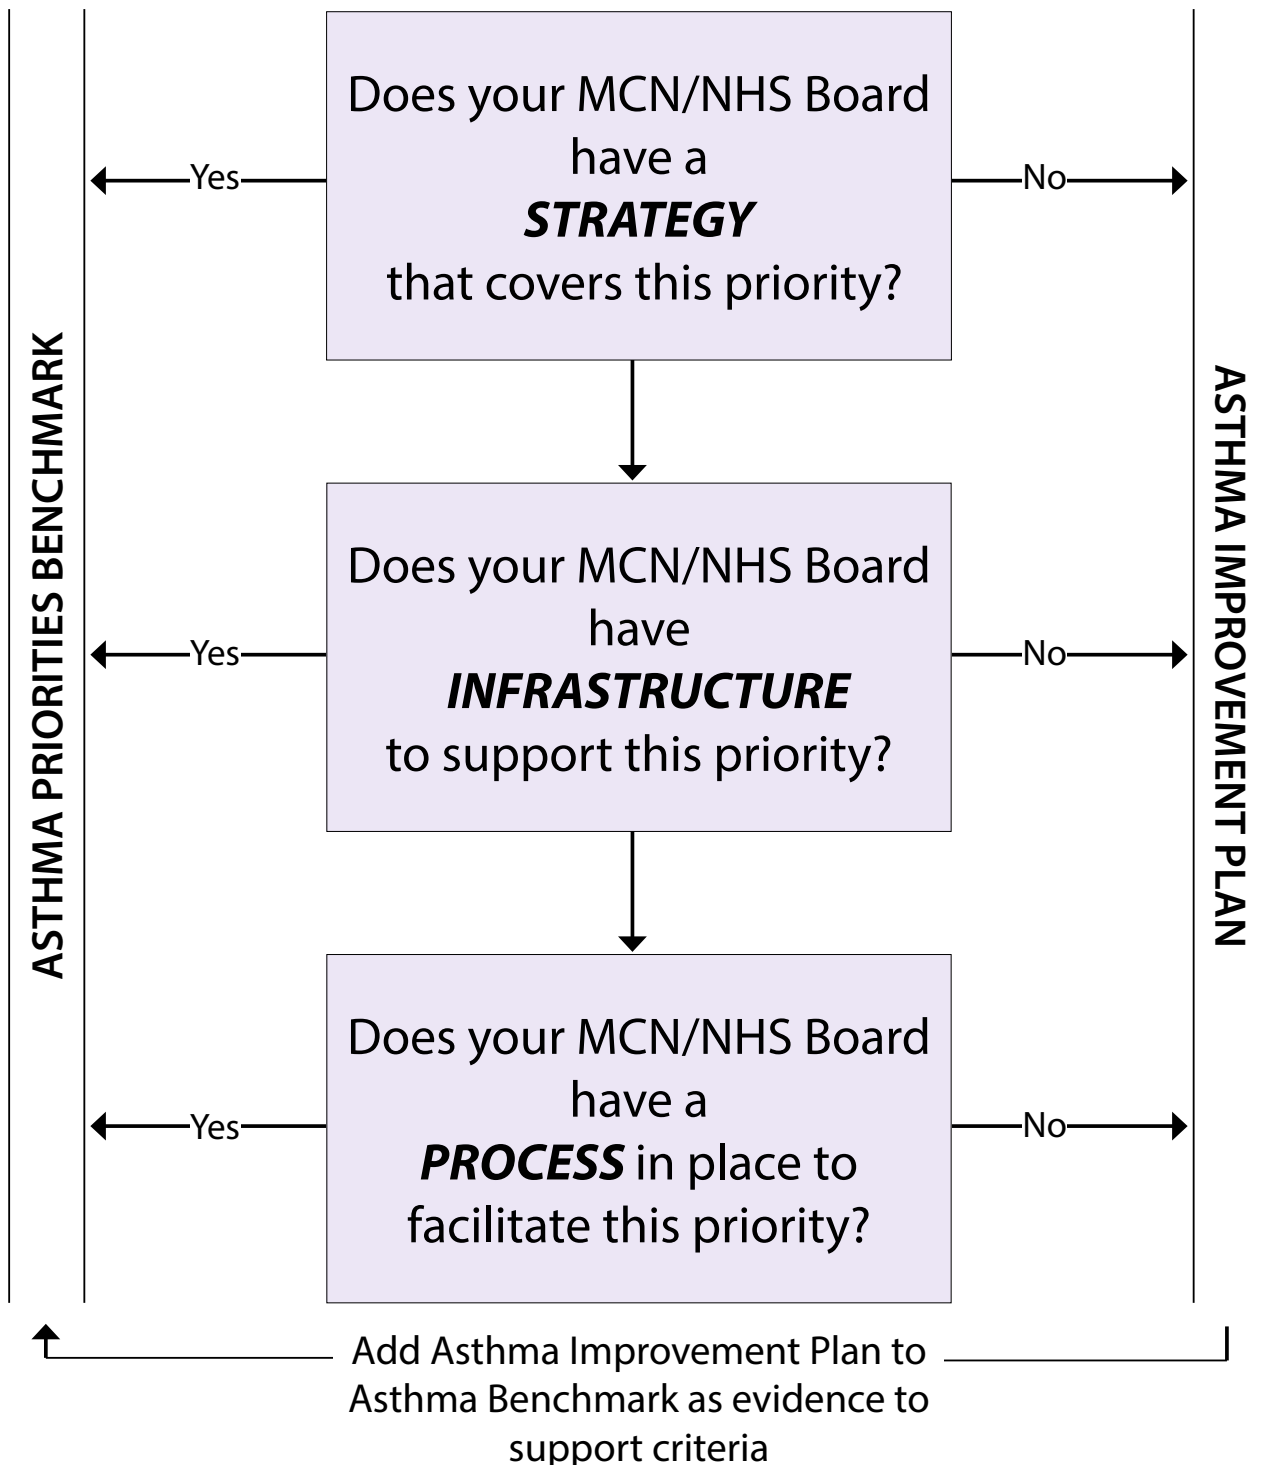 Does your MCN/NHS Board
have a
STRATEGY
that covers this priority?
Yes
No
ASTHMA PRIORITIES BENCHMARK
ASTHMA IMPROVEMENT PLAN
Does your MCN/NHS Board
have
INFRASTRUCTURE
to support this priority?
Yes
No
Does your MCN/NHS Board
have a
PROCESS in place to
facilitate this priority?
Yes
No
Add Asthma Improvement Plan to
Asthma Benchmark as evidence to
support criteria